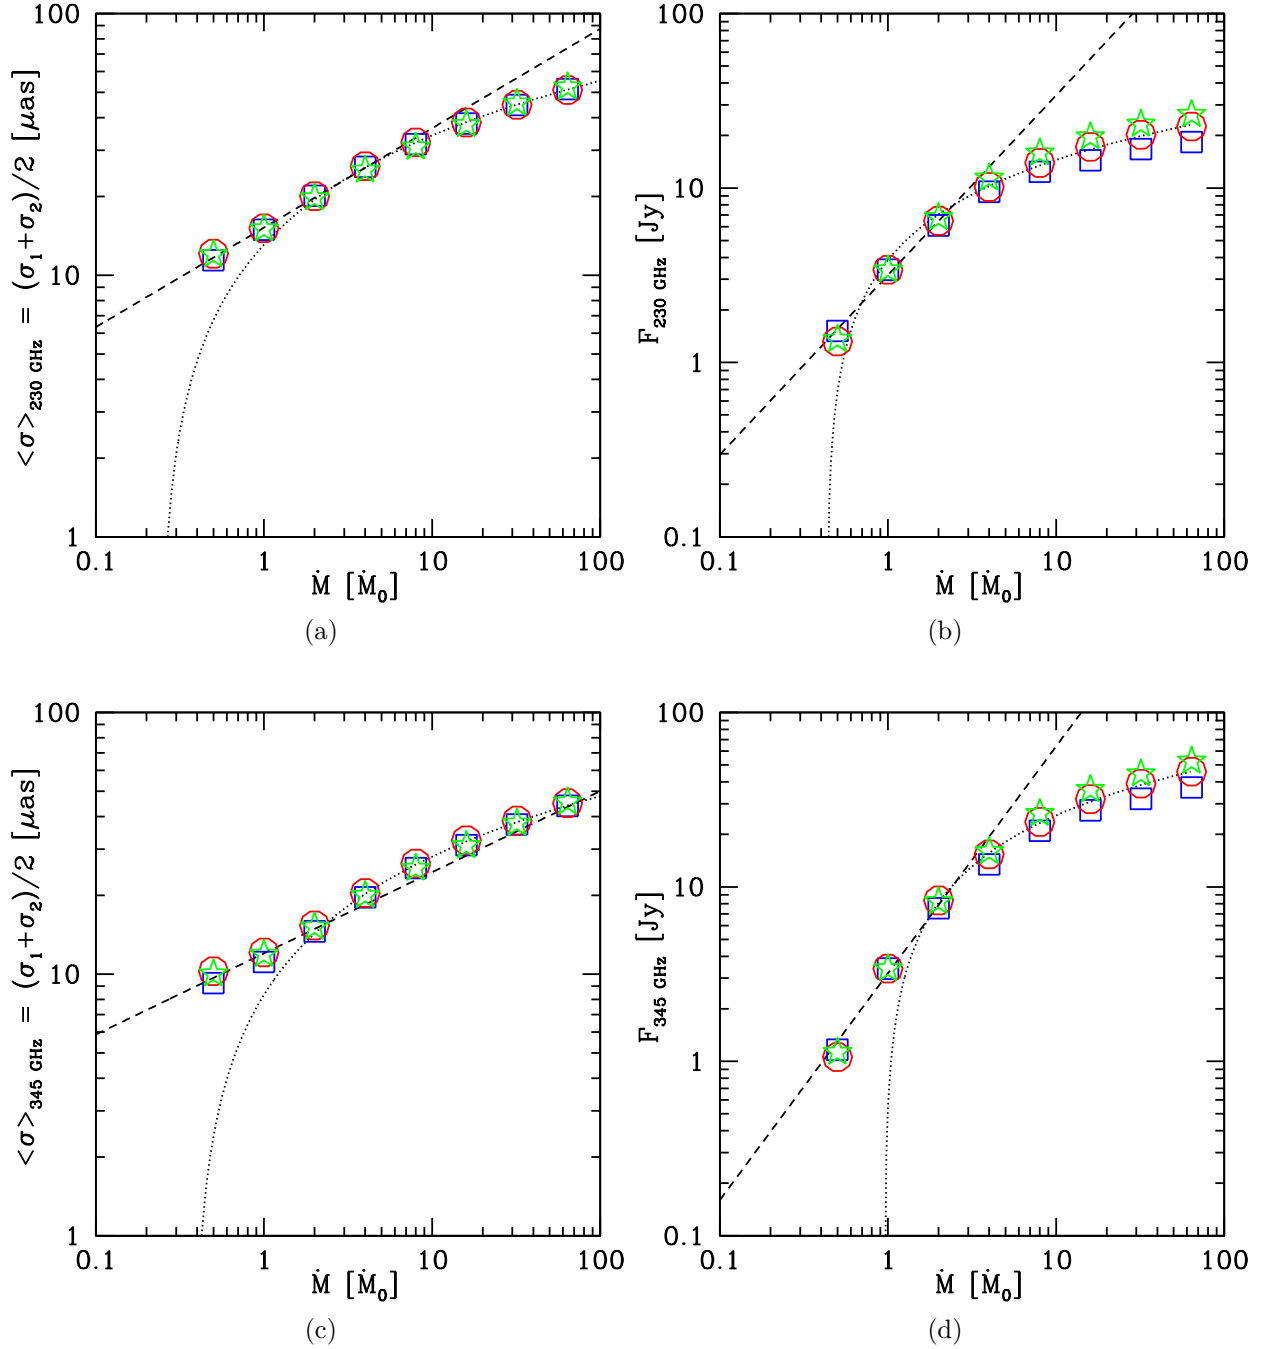 100
10
1
0.1 1 10 100
<σ>230 GHz = (σ1+σ2)/2 [μas]
Ṁ [Ṁ0]
(a)
100
10
1
0.1
0.1 1 10 100
F230 GHz [Jy]
Ṁ [Ṁ0]
(b)
100
10
1
0.1 1 10 100
<σ>345 GHz = (σ1+σ2)/2 [μas]
Ṁ [Ṁ0]
(c)
100
10
1
0.1
0.1 1 10 100
F345 GHz [Jy]
Ṁ [Ṁ0]
(d)